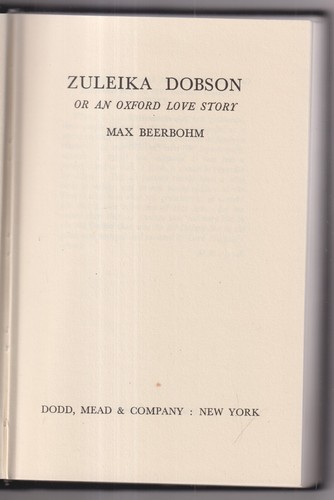 ZULEIKA DOBSON
OR AN OXFORD LOVE STORY
MAX BEERBOHM
DODD, MEAD & COMPANY : NEW YORK